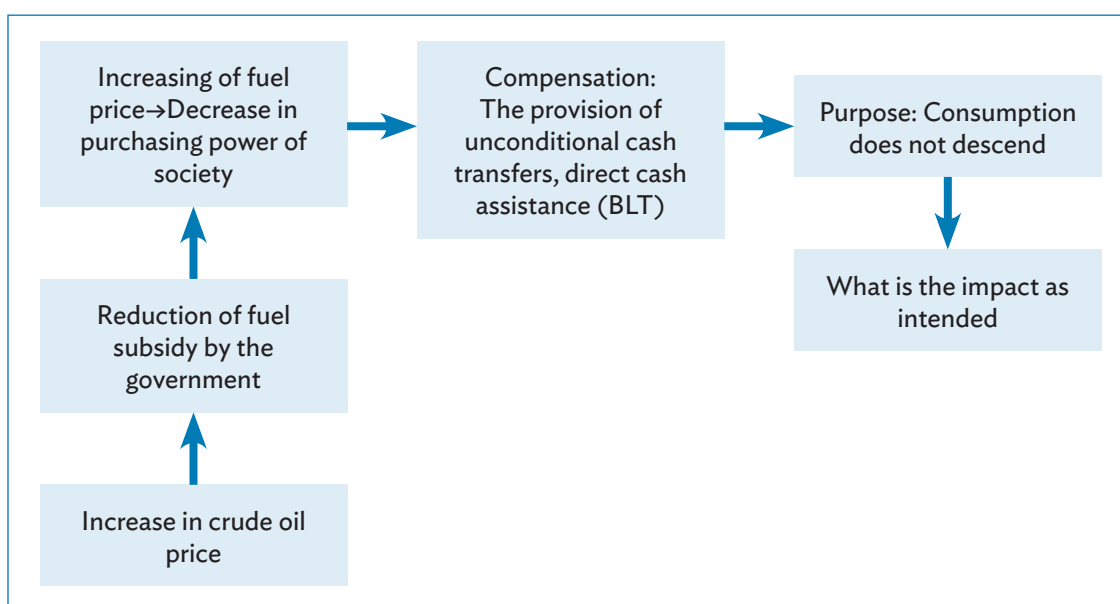 Increasing of fuel
price→Decrease in
purchasing power of
society
Compensation:
The provision of
unconditional cash
transfers, direct cash
assistance (BLT)
Purpose: Consumption
does not descend
What is the impact as
intended
Reduction of fuel
subsidy by the
government
Increase in crude oil
price